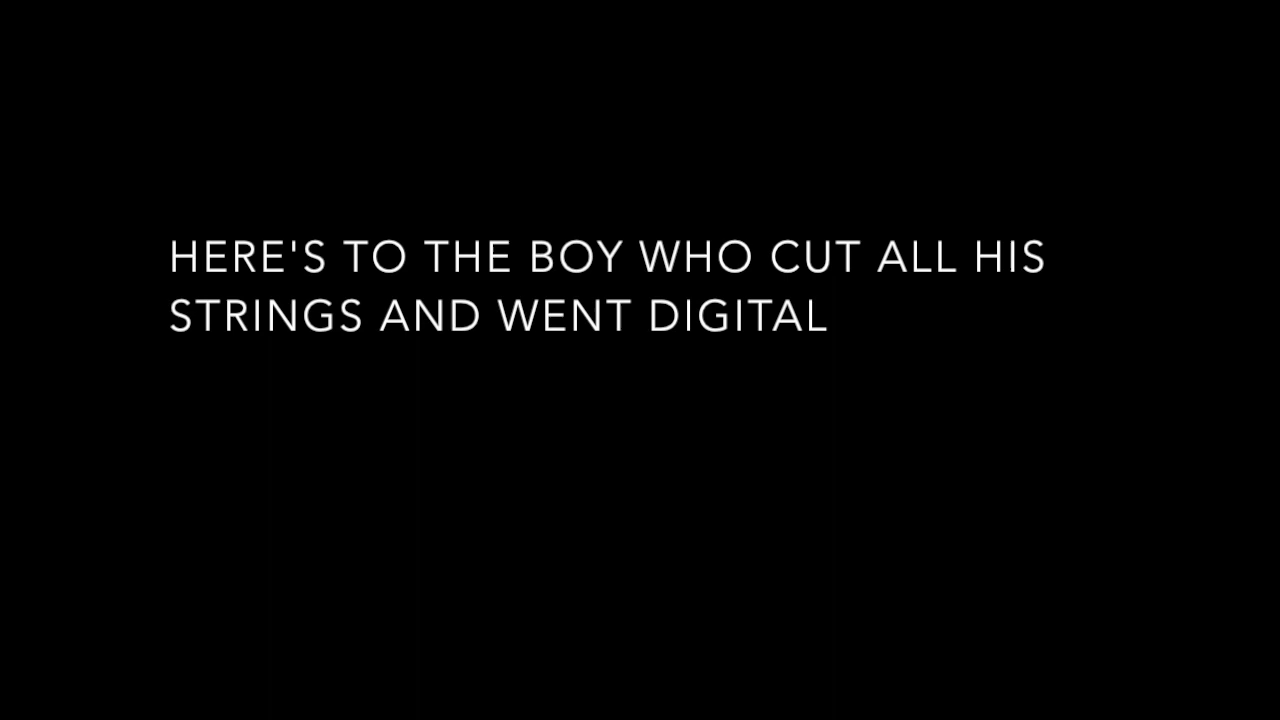 HERE'S TO THE BOY WHO CUT ALL HIS
STRINGS AND WENT DIGITAL